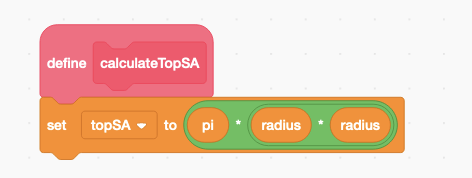 define calculateTopSA
set topSA to pi * radius * radius